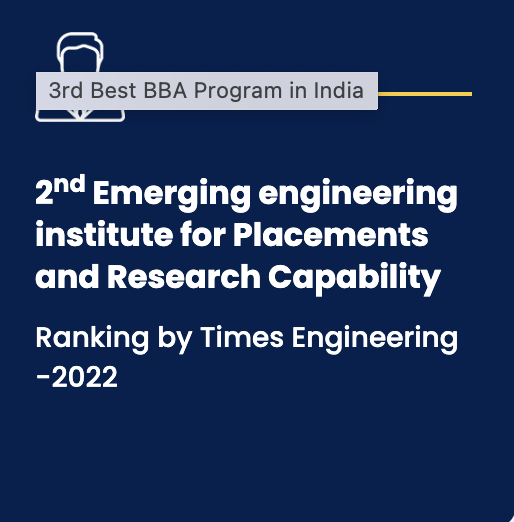 3rd Best BBA Program in India
2nd Emerging engineering
institute for Placements
and Research Capability
Ranking by Times Engineering
-2022